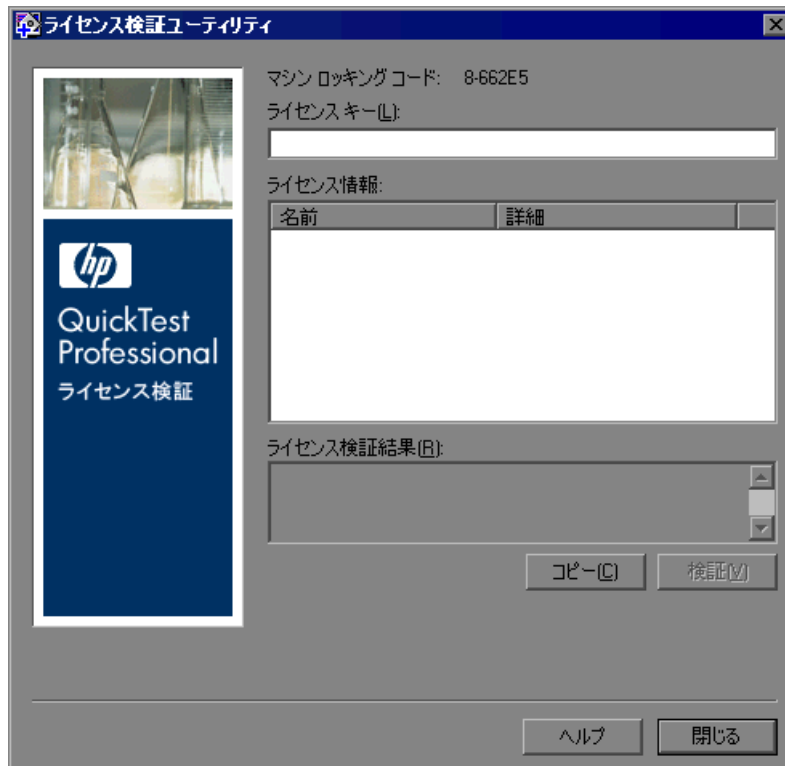 ライセンス検証ユーティリティ
マシン ロッキング コード: 8-662E5
ライセンス キー(L):
ライセンス情報:
名前 詳細
hp
QuickTest
Professional
ライセンス検証
ライセンス検証結果(R):
コピー(C) 検証(V)
ヘルプ 閉じる